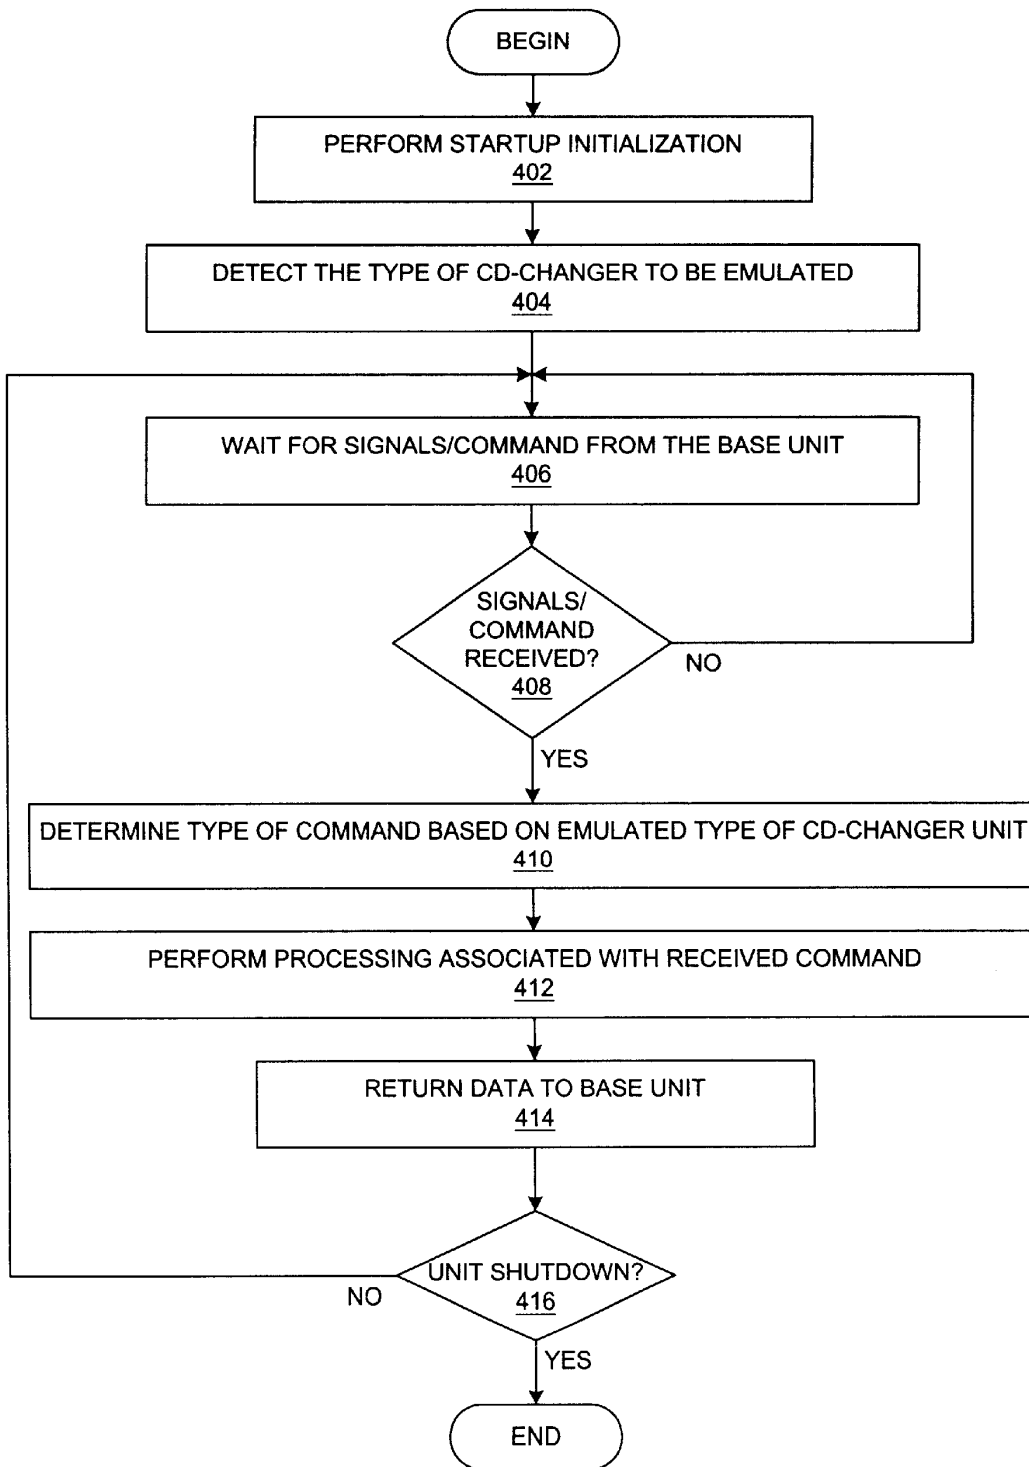 BEGIN
PERFORM STARTUP INITIALIZATION
402
DETECT THE TYPE OF CD-CHANGER TO BE EMULATED
404
WAIT FOR SIGNALS/COMMAND FROM THE BASE UNIT
406
SIGNALS/
COMMAND
RECEIVED?
408
NO
YES
DETERMINE TYPE OF COMMAND BASED ON EMULATED TYPE OF CD-CHANGER UNIT
410
PERFORM PROCESSING ASSOCIATED WITH RECEIVED COMMAND
412
RETURN DATA TO BASE UNIT
414
UNIT SHUTDOWN?
416
NO
YES
END